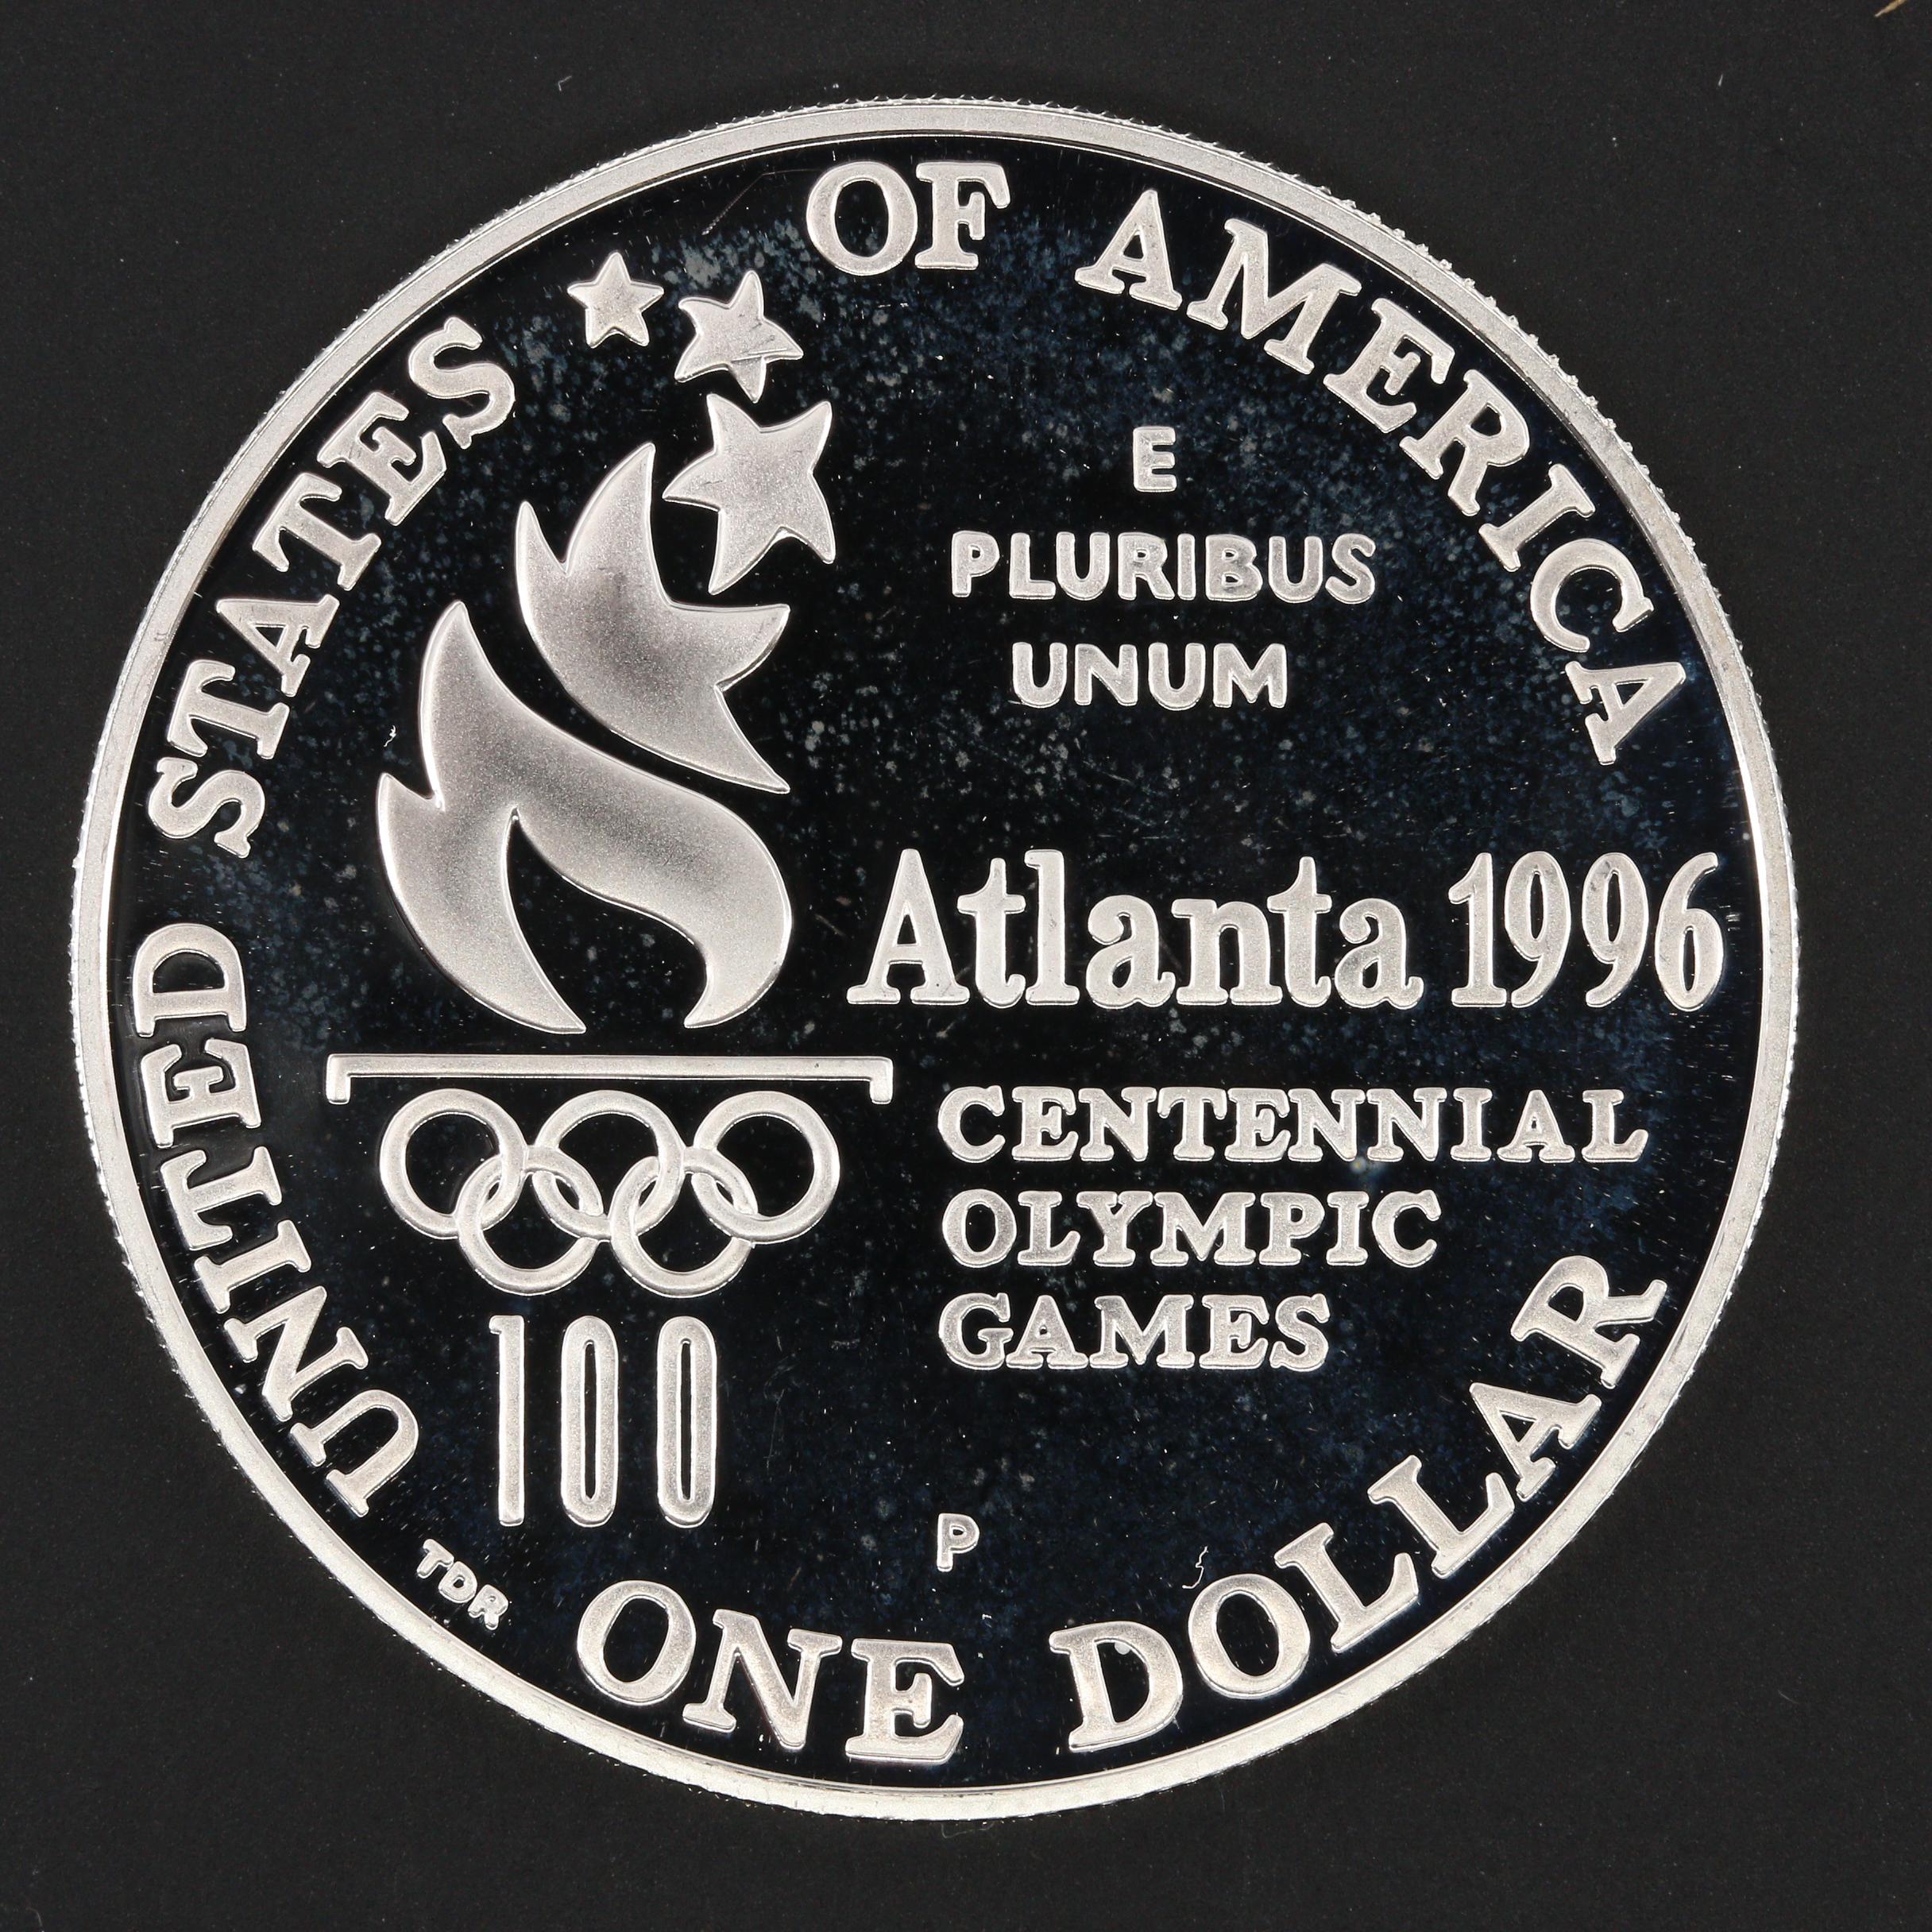 UNITED STATES OF AMERICA
E
PLURIBUS
UNUM
Atlanta 1996
CENTENNIAL
OLYMPIC
GAMES
100
P
TDR
ONE DOLLAR